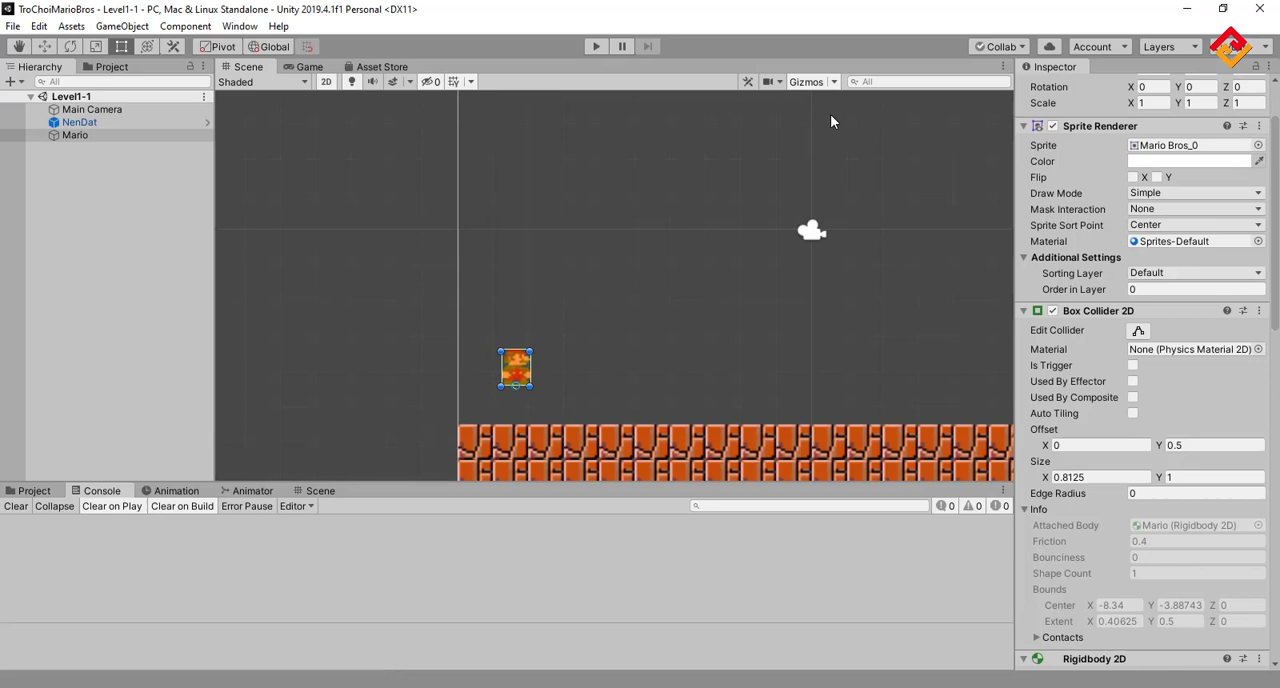 TroChoiMarioBros - Level1-1 - PC, Mac & Linux Standalone - Unity 2019.4.1f1 Personal <DX11>
File Edit Assets GameObject Component Window Help
Pivot Global Collab Account Layers
Hierarchy Project Scene Game Asset Store Inspector
All Shaded 2D 0 Gizmos All
Level1-1
Main Camera
NenDat
Mario
Rotation X 0 Y 0 Z 0
Scale X 1 Y 1 Z 1
Sprite Renderer
Sprite Mario Bros_0
Color
Flip X Y
Draw Mode Simple
Mask Interaction None
Sprite Sort Point Center
Material Sprites-Default
Additional Settings
Sorting Layer Default
Order in Layer 0
Box Collider 2D
Edit Collider
Material None (Physics Material 2D)
Is Trigger
Used By Effector
Used By Composite
Auto Tiling
Offset
X 0 Y 0.5
Size
X 0.8125 Y 1
Edge Radius 0
Info
Attached Body Mario (Rigidbody 2D)
Friction 0.4
Bounciness 0
Shape Count 1
Bounds
Center X -8.34 Y -3.88743 Z 0
Extent X 0.40625 Y 0.5 Z 0
Contacts
Rigidbody 2D
Project Console Animation Animator Scene
Clear Collapse Clear on Play Clear on Build Error Pause Editor 0 0 0